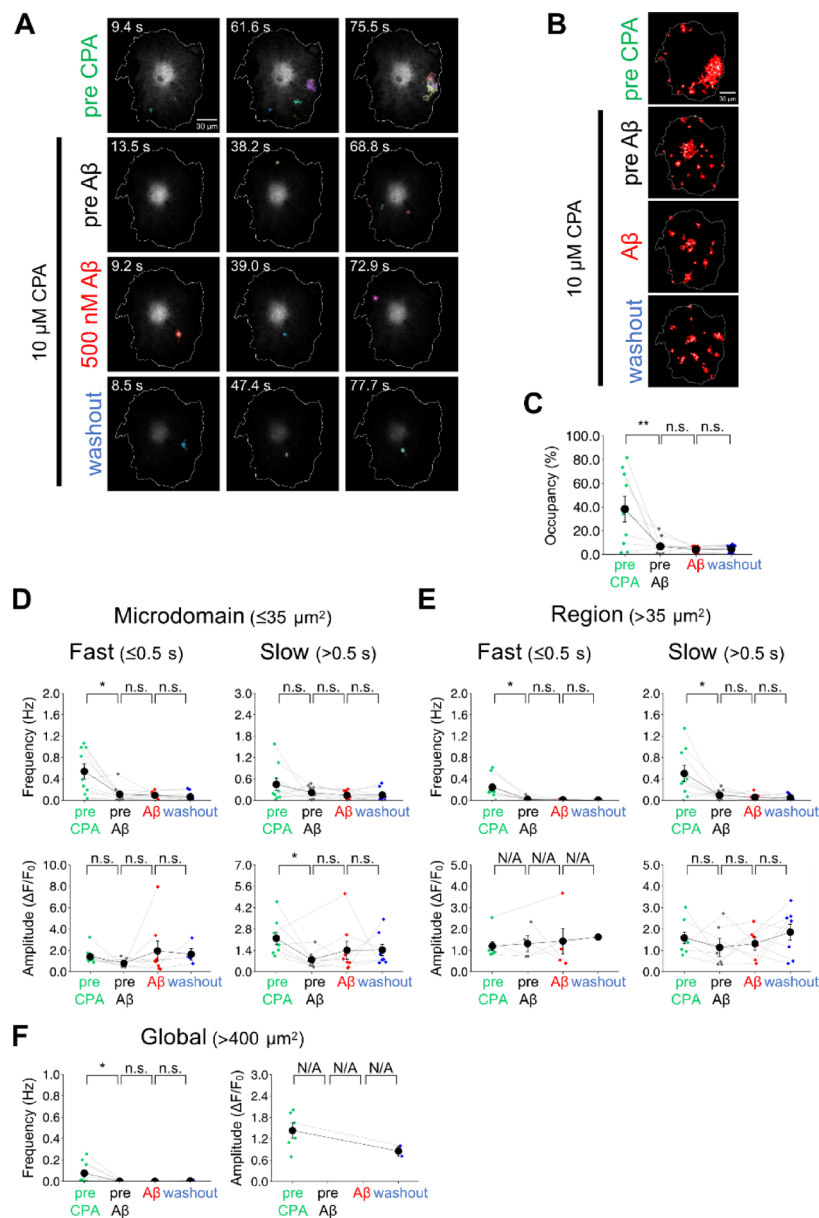 A
pre CPA
9.4 s
61.6 s
75.5 s
30 μm
10 μM CPA
pre Aβ
13.5 s
38.2 s
68.8 s
500 nM Aβ
9.2 s
39.0 s
72.9 s
washout
8.5 s
47.4 s
77.7 s
B
pre CPA
30 μm
10 μM CPA
pre Aβ
Aβ
washout
C
** n.s. n.s.
Occupancy (%)
100.0
80.0
60.0
40.0
20.0
0.0
pre pre Aβ washout
CPA Aβ
D
Microdomain (≤35 μm²)
Fast (≤0.5 s)
* n.s. n.s.
Frequency (Hz)
2.0
1.6
1.2
0.8
0.4
0
pre pre Aβ washout
CPA Aβ
Slow (>0.5 s)
n.s. n.s. n.s.
3.0
2.4
1.8
1.2
0.6
0
pre pre Aβ washout
CPA Aβ
n.s. n.s. n.s.
Amplitude (ΔF/F₀)
10.0
8.0
6.0
4.0
2.0
0.0
pre pre Aβ washout
CPA Aβ
* n.s. n.s.
7.0
5.6
4.2
2.8
1.4
0.0
pre pre Aβ washout
CPA Aβ
E
Region (>35 μm²)
Fast (≤0.5 s)
* n.s. n.s.
Frequency (Hz)
2.0
1.6
1.2
0.8
0.4
0
pre pre Aβ washout
CPA Aβ
Slow (>0.5 s)
* n.s. n.s.
2.0
1.6
1.2
0.8
0.4
0
pre pre Aβ washout
CPA Aβ
N/A N/A N/A
Amplitude (ΔF/F₀)
5.0
4.0
3.0
2.0
1.0
0.0
pre pre Aβ washout
CPA Aβ
n.s. n.s. n.s.
5.0
4.0
3.0
2.0
1.0
0.0
pre pre Aβ washout
CPA Aβ
F
Global (>400 μm²)
* n.s. n.s.
Frequency (Hz)
1.0
0.8
0.6
0.4
0.2
0
pre pre Aβ washout
CPA Aβ
N/A N/A N/A
Amplitude (ΔF/F₀)
3.0
2.4
1.8
1.2
0.6
0.0
pre pre Aβ washout
CPA Aβ